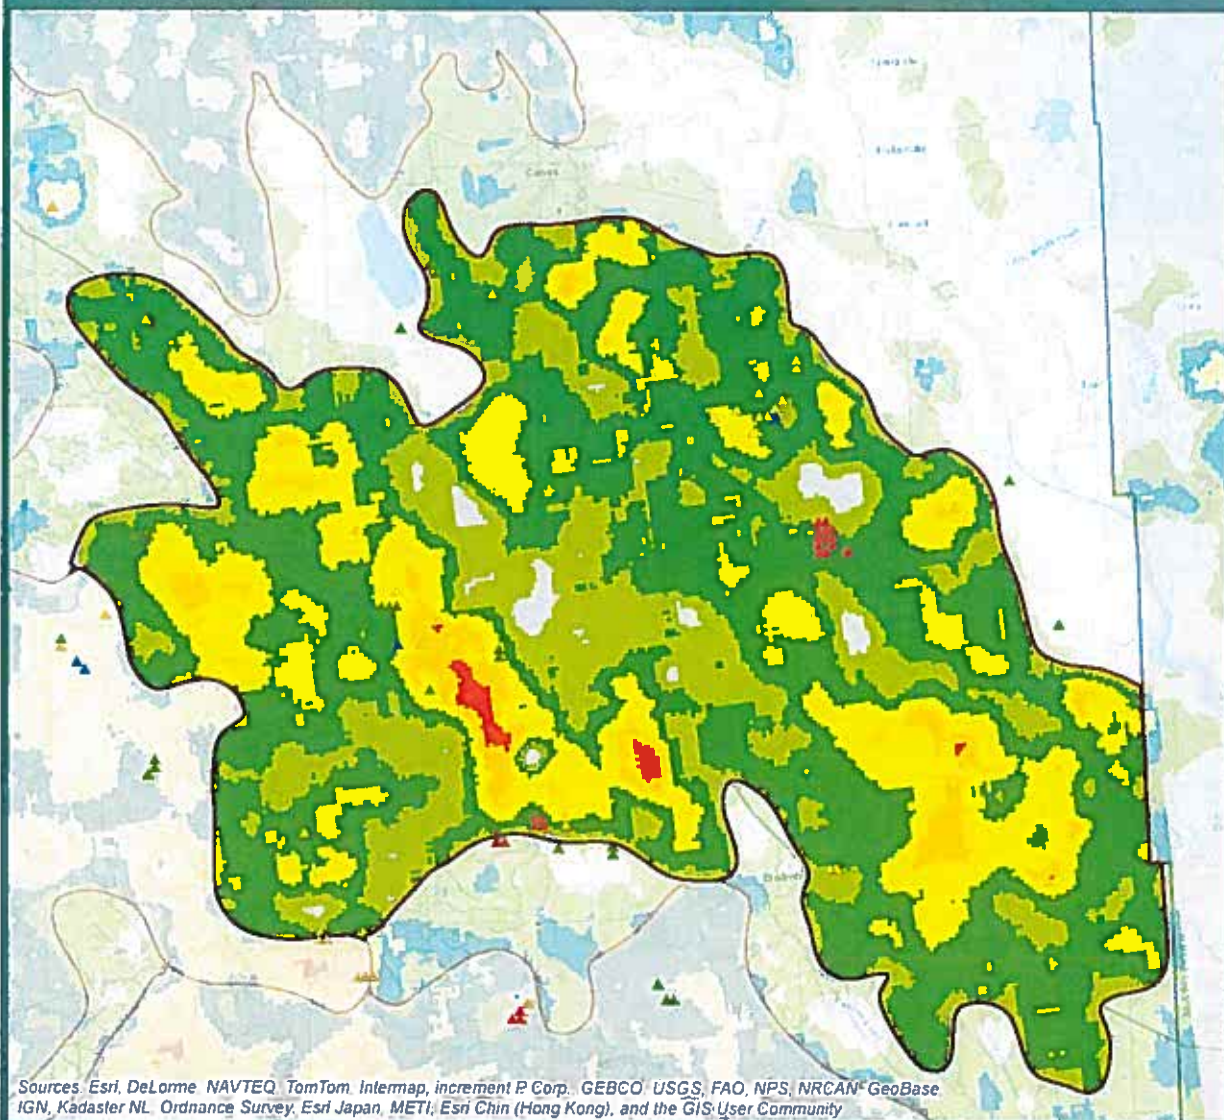 Sources: Esri, DeLorme, NAVTEQ, TomTom, Intermap, increment P Corp., GEBCO, USGS, FAO, NPS, NRCAN, GeoBase,
IGN, Kadaster NL, Ordnance Survey, Esri Japan, METI, Esri Chin (Hong Kong), and the GIS User Community